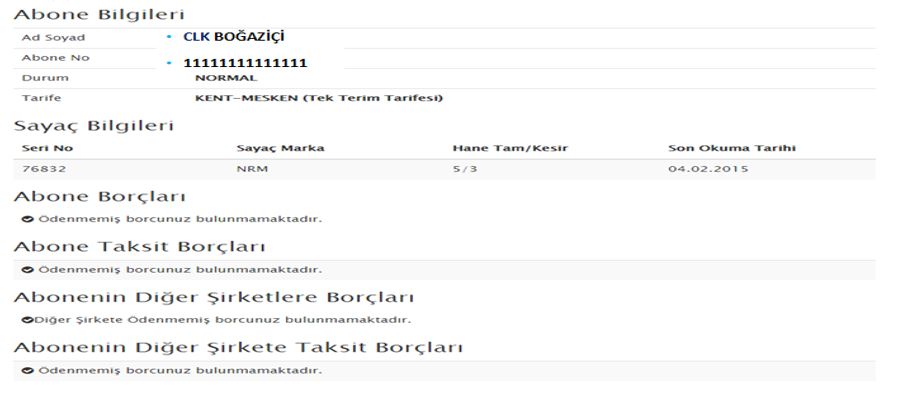 Abone Bilgileri
Ad Soyad • CLK BOĞAZİÇİ
Abone No • 11111111111111
Durum NORMAL
Tarife KENT-MESKEN (Tek Terim Tarifesi)
Sayaç Bilgileri
Seri No Sayaç Marka Hane Tam/Kesir Son Okuma Tarihi
76832 NRM 5/3 04.02.2015
Abone Borçları
Ödenmemiş borcunuz bulunmamaktadır.
Abone Taksit Borçları
Ödenmemiş borcunuz bulunmamaktadır.
Abonenin Diğer Şirketlere Borçları
Diğer Şirkete Ödenmemiş borcunuz bulunmamaktadır.
Abonenin Diğer Şirkete Taksit Borçları
Ödenmemiş borcunuz bulunmamaktadır.